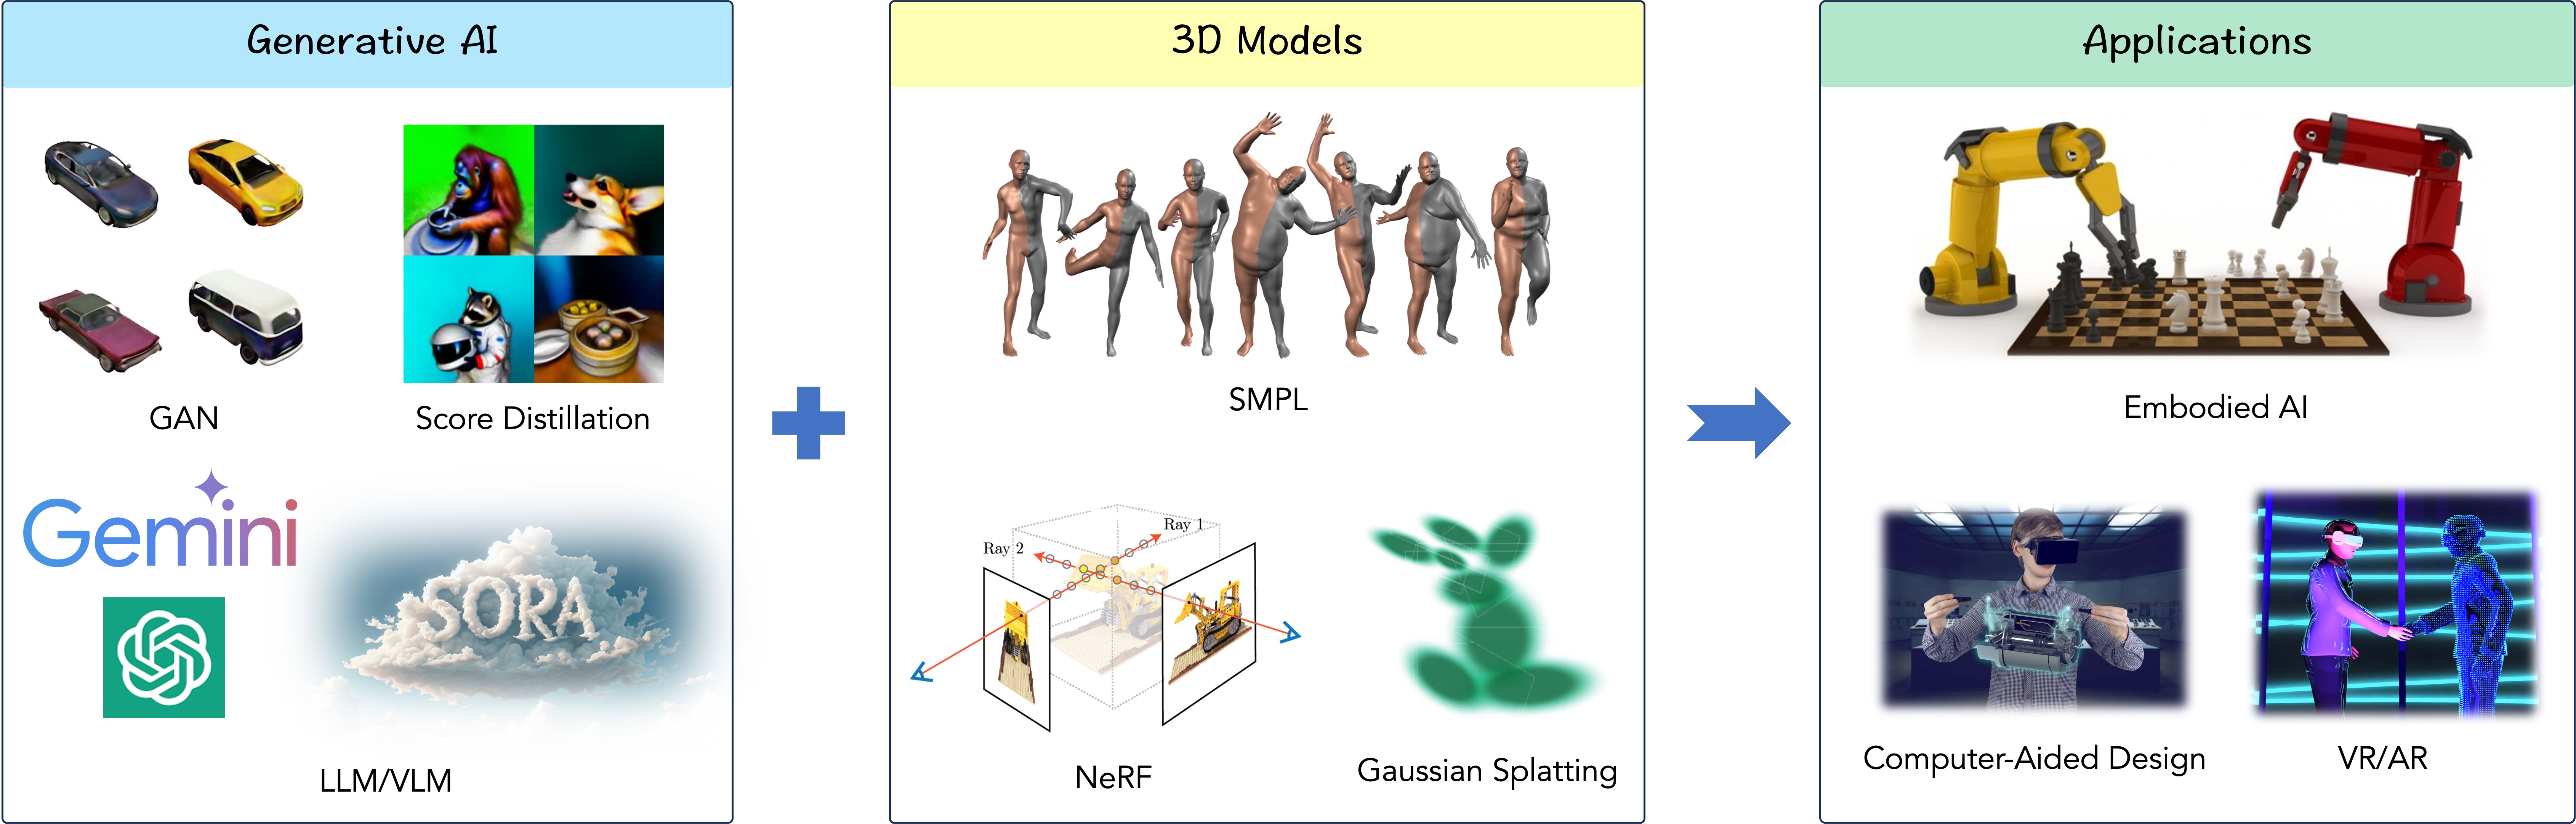 Generative AI
GAN
Score Distillation
Gemini
SORA
LLM/VLM
3D Models
SMPL
Ray 1
Ray 2
NeRF
Gaussian Splatting
Applications
Embodied AI
Computer-Aided Design
VR/AR